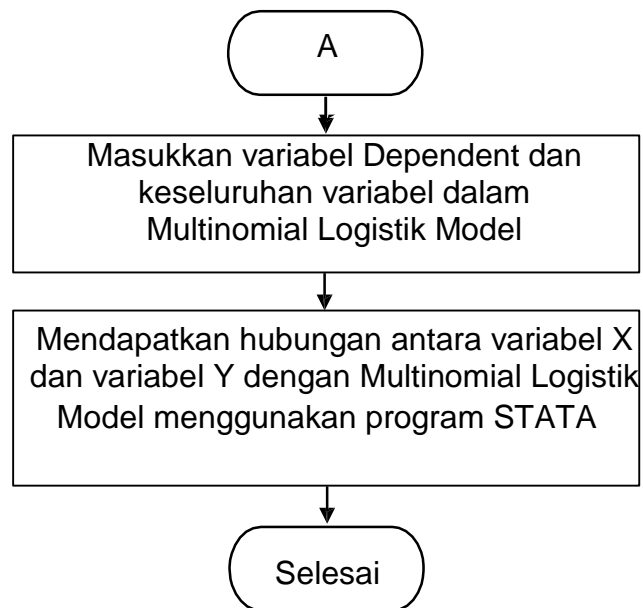 A
Masukkan variabel Dependent dan
keseluruhan variabel dalam
Multinomial Logistik Model
Mendapatkan hubungan antara variabel X
dan variabel Y dengan Multinomial Logistik
Model menggunakan program STATA
Selesai